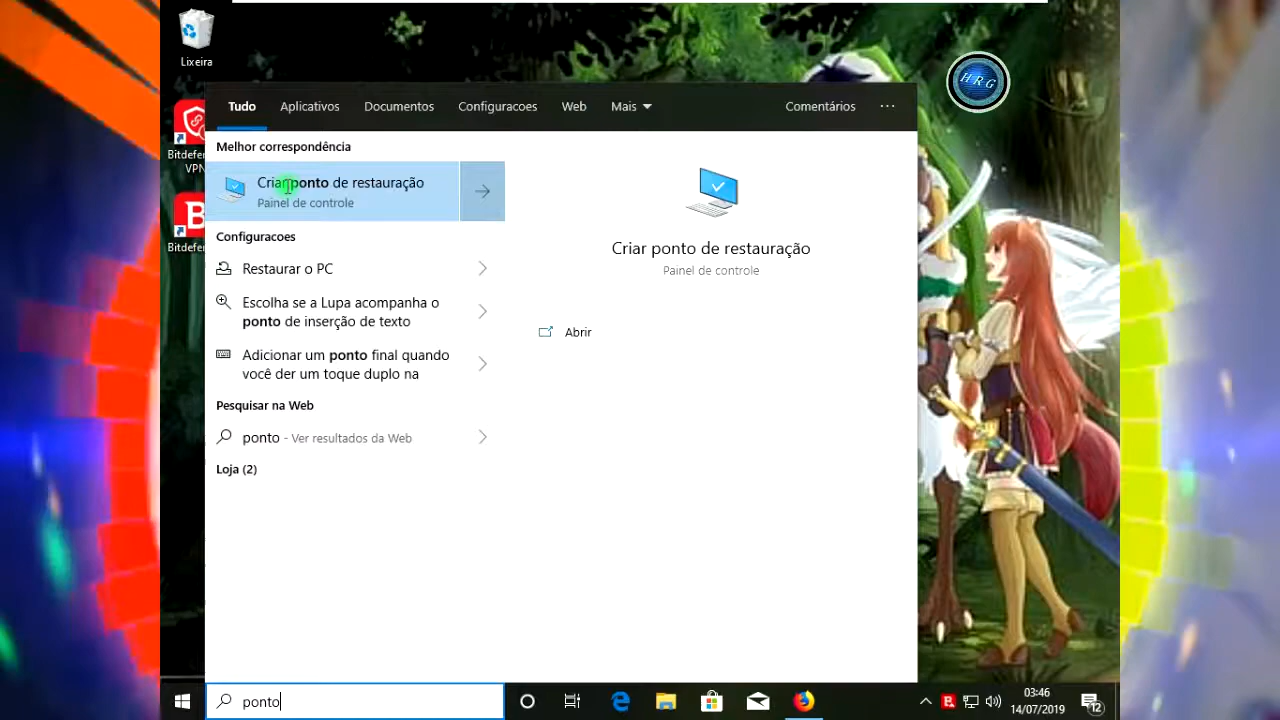 Lixeira
HRG
Tudo Aplicativos Documentos Configuracoes Web Mais Comentários ...
Melhor correspondência
Bitdefender
VPN
Criar ponto de restauração
Painel de controle
Bitdefender
Configuracoes
Restaurar o PC
Escolha se a Lupa acompanha o
ponto de inserção de texto
Adicionar um ponto final quando
você der um toque duplo na
Pesquisar na Web
ponto - Ver resultados da Web
Loja (2)
Criar ponto de restauração
Painel de controle
Abrir
ponto
03:46
14/07/2019
12